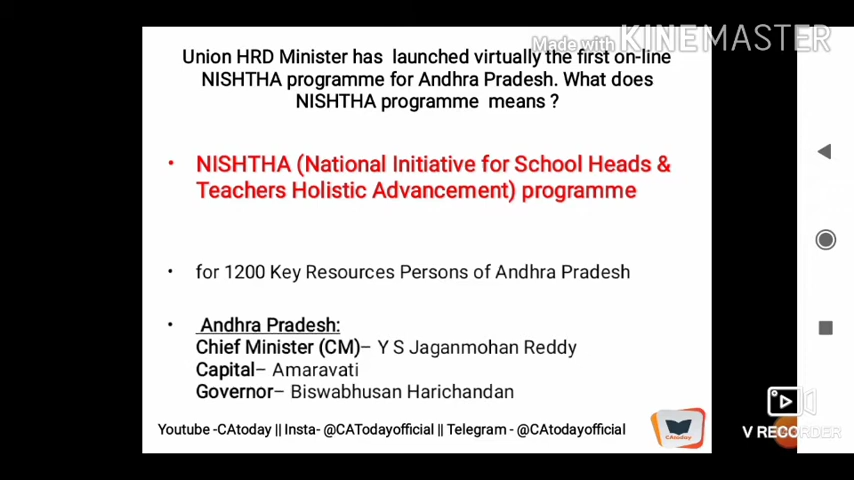 Made with KINEMASTER
Union HRD Minister has launched virtually the first on-line
NISHTHA programme for Andhra Pradesh. What does
NISHTHA programme means ?
• NISHTHA (National Initiative for School Heads &
Teachers Holistic Advancement) programme
• for 1200 Key Resources Persons of Andhra Pradesh
• Andhra Pradesh:
Chief Minister (CM)– Y S Jaganmohan Reddy
Capital– Amaravati
Governor– Biswabhusan Harichandan
Youtube -CAtoday || Insta- @CATodayofficial || Telegram - @CAtodayofficial
CAtoday
V RECORDER